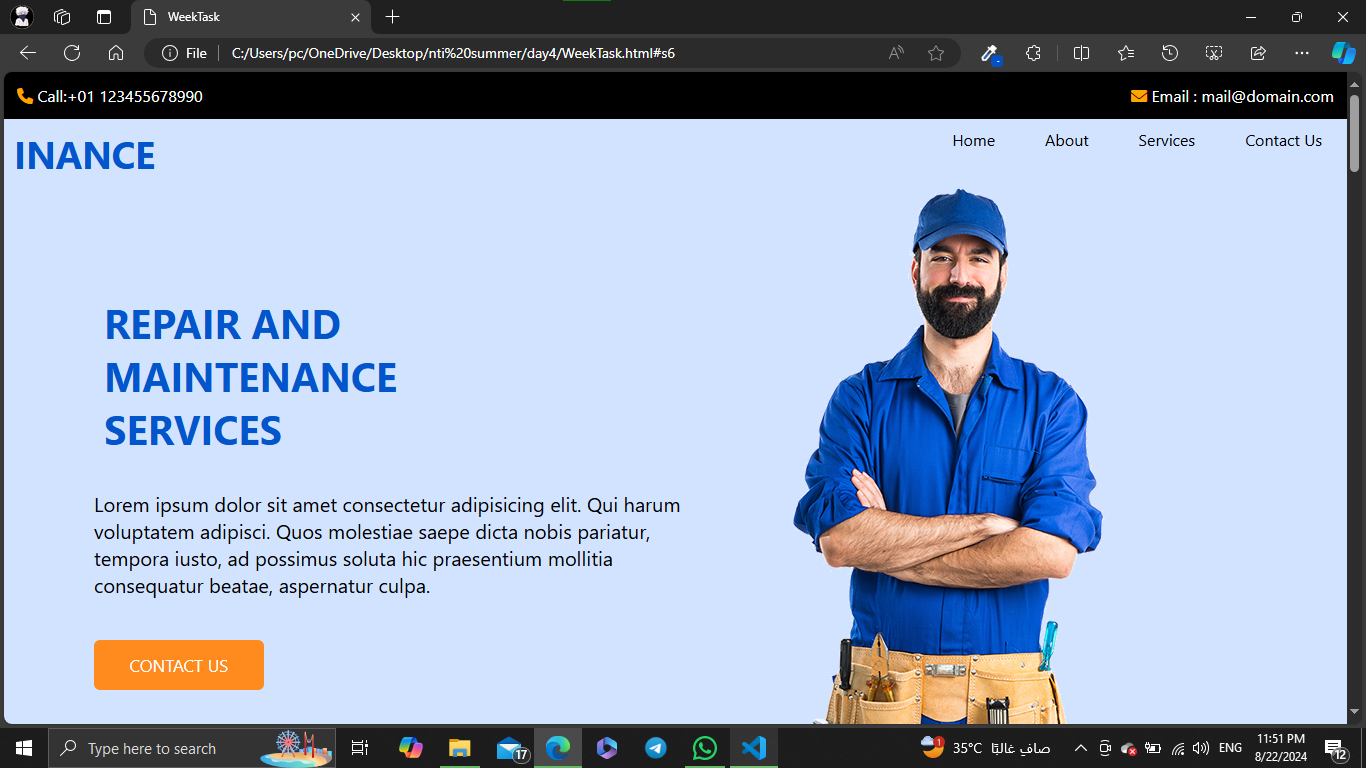 WeekTask
File
C:/Users/pc/OneDrive/Desktop/nti%20summer/day4/WeekTask.html#s6
Call:+01 123455678990
Email : mail@domain.com
INANCE
Home
About
Services
Contact Us
REPAIR AND
MAINTENANCE
SERVICES
Lorem ipsum dolor sit amet consectetur adipisicing elit. Qui harum
voluptatem adipisci. Quos molestiae saepe dicta nobis pariatur,
tempora iusto, ad possimus soluta hic praesentium mollitia
consequatur beatae, aspernatur culpa.
CONTACT US
Type here to search
17
1
35°C
صافٍ غالبًا
ENG
11:51 PM
8/22/2024
12